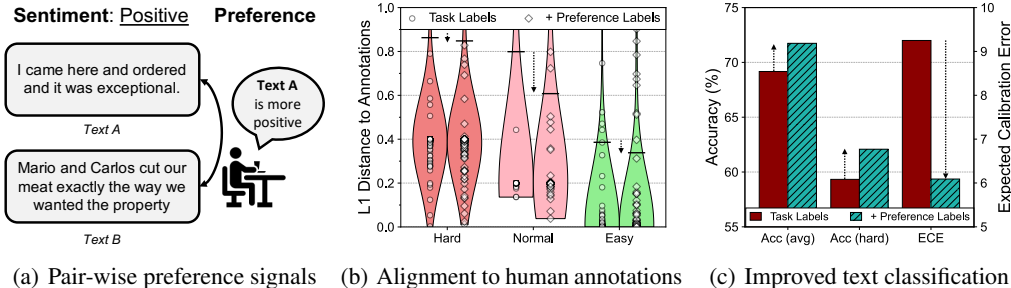 Sentiment: Positive Preference
I came here and ordered
and it was exceptional.
Text A
Text A
is more
positive
Mario and Carlos cut our
meat exactly the way we
wanted the property
Text B
(a) Pair-wise preference signals
L1 Distance to Annotations
1.0
0.8
0.6
0.4
0.2
0.0
Task Labels + Preference Labels
Hard Normal Easy
(b) Alignment to human annotations
Accuracy (%)
75
70
65
60
55
Expected Calibration Error
10
9
8
7
6
5
Task Labels + Preference Labels
Acc (avg) Acc (hard) ECE
(c) Improved text classification